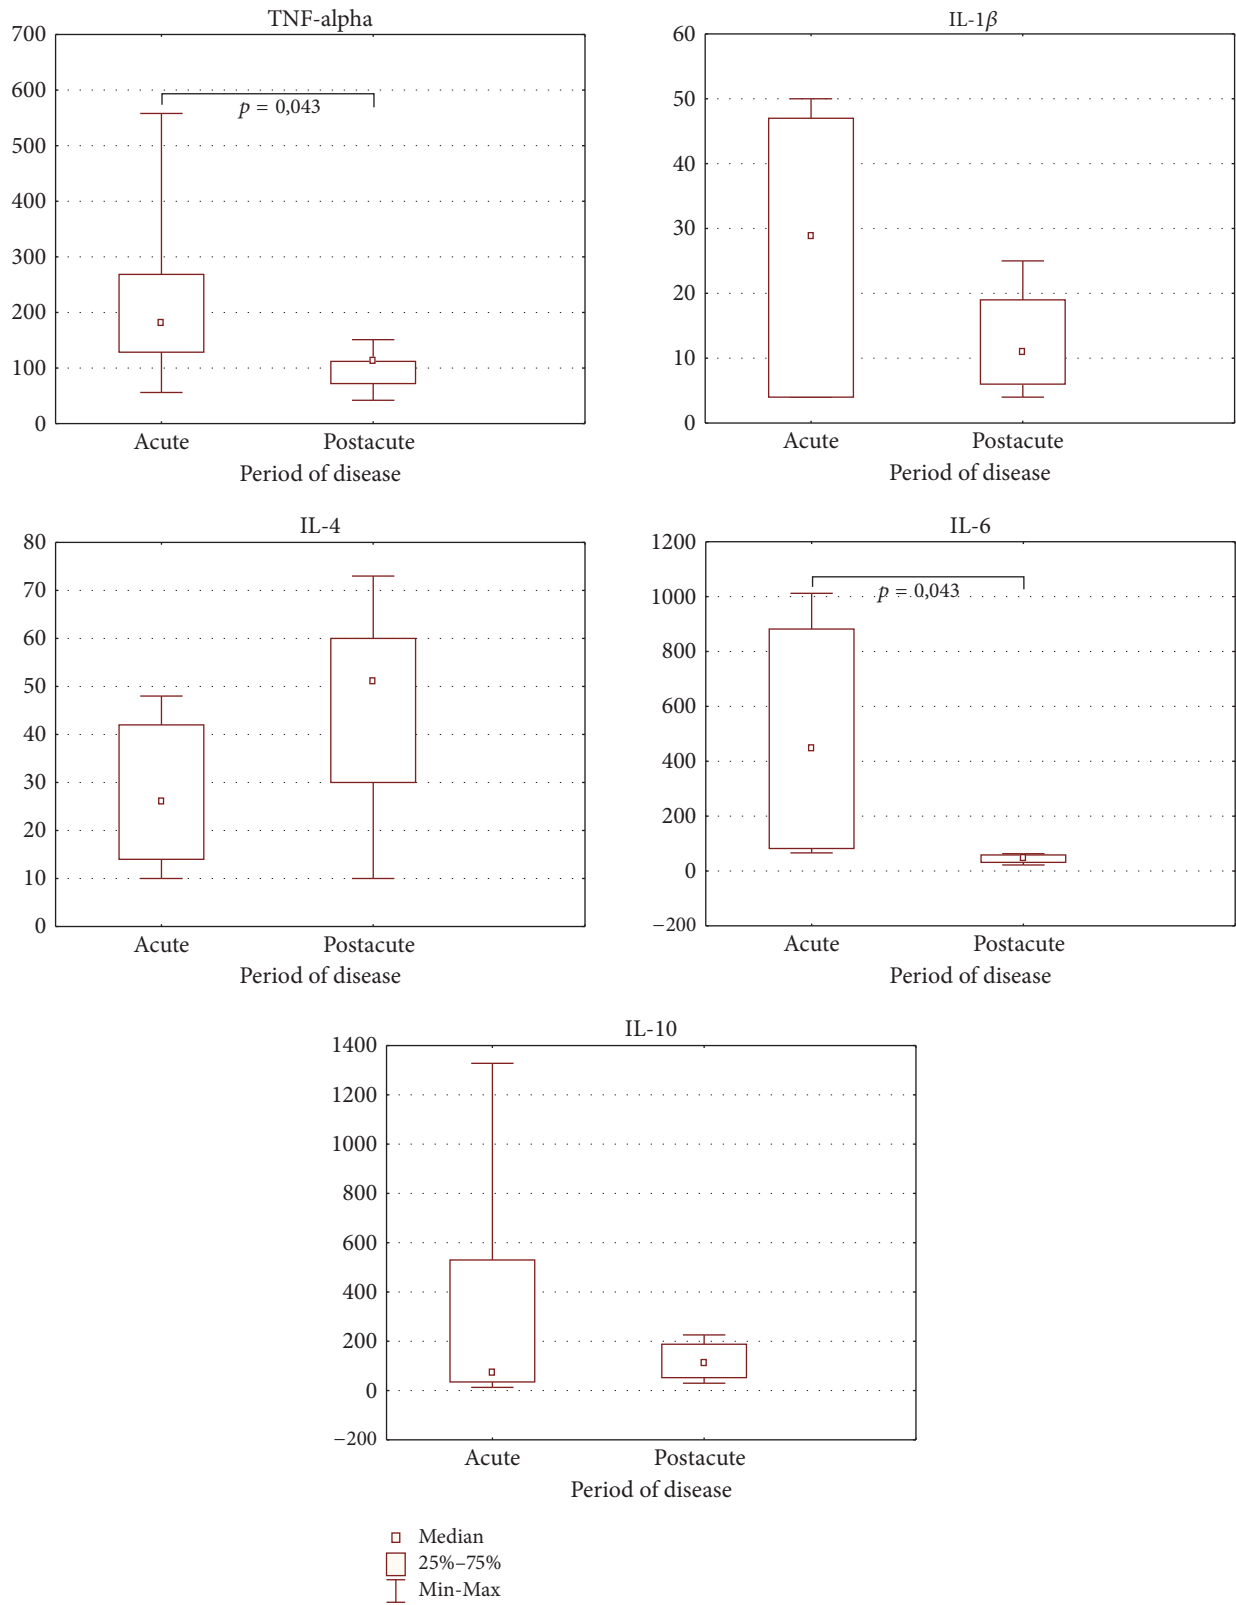 TNF-alpha
700
600
500
400
300
200
100
0
p = 0,043
Acute Postacute
Period of disease
IL-1β
60
50
40
30
20
10
0
Acute Postacute
Period of disease
IL-4
80
70
60
50
40
30
20
10
0
Acute Postacute
Period of disease
IL-6
1200
1000
800
600
400
200
0
−200
p = 0,043
Acute Postacute
Period of disease
IL-10
1400
1200
1000
800
600
400
200
0
−200
Acute Postacute
Period of disease
Median
25%–75%
Min-Max